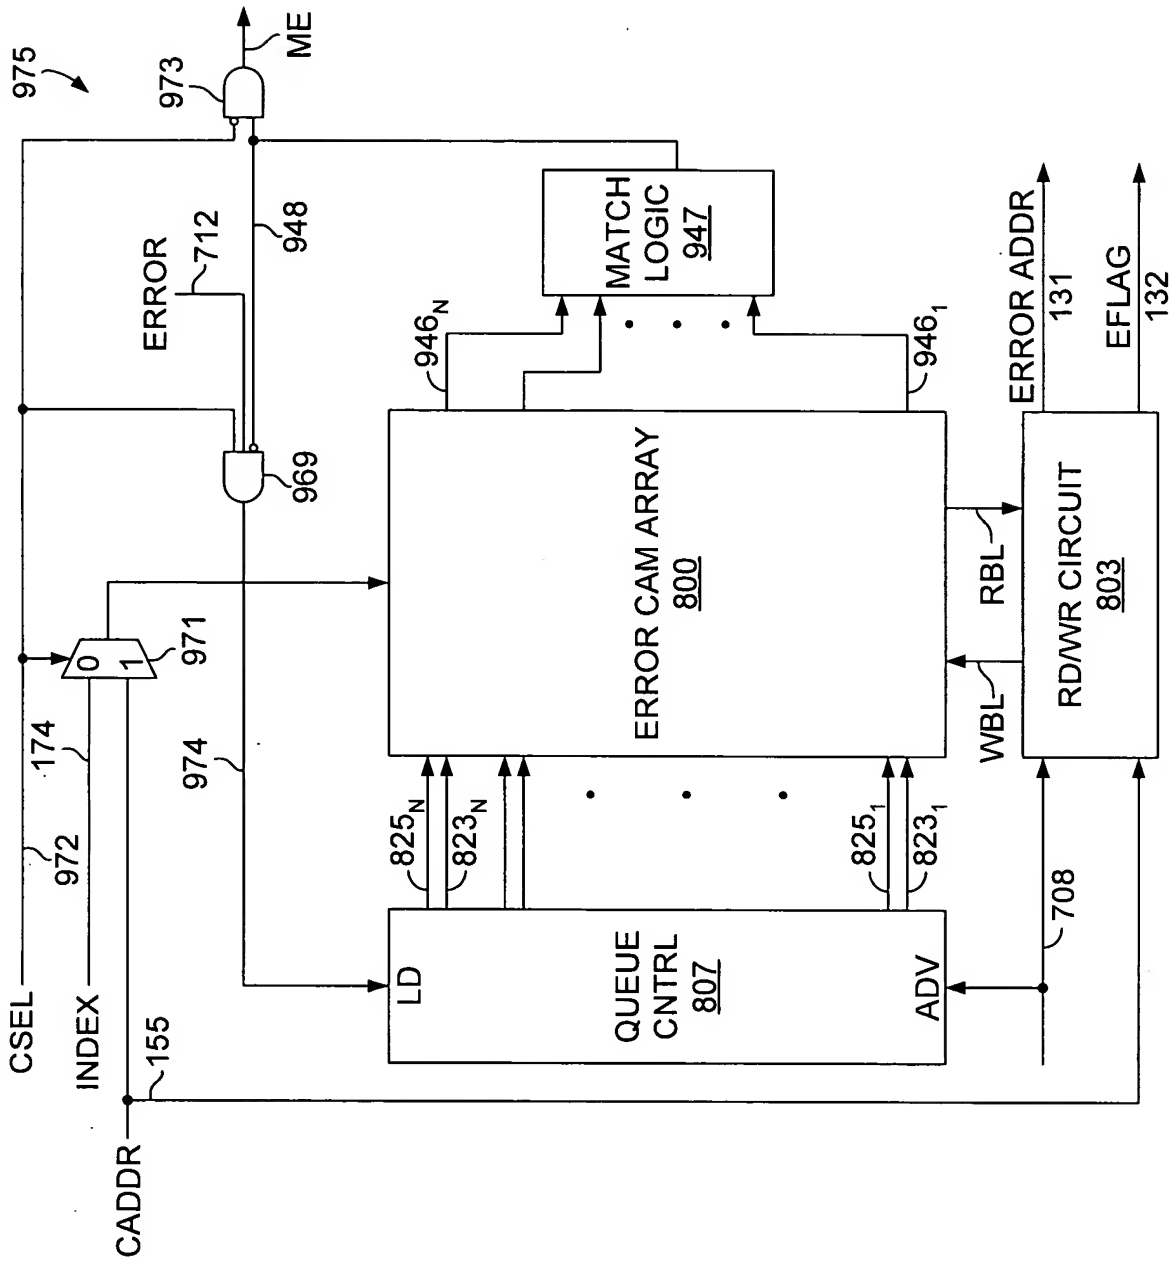 CSEL
972
INDEX
174
CADDR
155
0
1
971
974
ERROR
712
969
948
973
ME
975
LD
QUEUE
CNTRL
807
ADV
708
825N
823N
825₁
823₁
ERROR CAM ARRAY
800
946N
946₁
MATCH
LOGIC
947
WBL
RBL
RD/WR CIRCUIT
803
ERROR ADDR
131
EFLAG
132